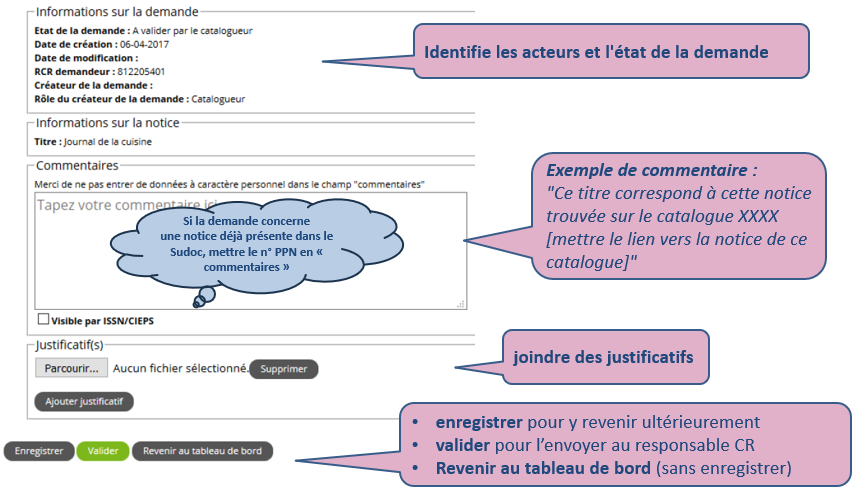 Informations sur la demande
Etat de la demande : A valider par le catalogueur
Date de création : 06-04-2017
Date de modification :
RCR demandeur : 812205401
Créateur de la demande :
Rôle du créateur de la demande : Catalogueur
Identifie les acteurs et l'état de la demande
Informations sur la notice
Titre : Journal de la cuisine
Commentaires
Merci de ne pas entrer de données à caractère personnel dans le champ "commentaires"
Tapez votre commentaire ici
Si la demande concerne
une notice déjà présente dans le
Sudoc, mettre le n° PPN en «
commentaires »
Exemple de commentaire :
"Ce titre correspond à cette notice
trouvée sur le catalogue XXXX
[mettre le lien vers la notice de ce
catalogue]"
Visible par ISSN/CIEPS
Justificatif(s)
Parcourir... Aucun fichier sélectionné. Supprimer
Ajouter justificatif
joindre des justificatifs
Enregistrer Valider Revenir au tableau de bord
• enregistrer pour y revenir ultérieurement
• valider pour l’envoyer au responsable CR
• Revenir au tableau de bord (sans enregistrer)